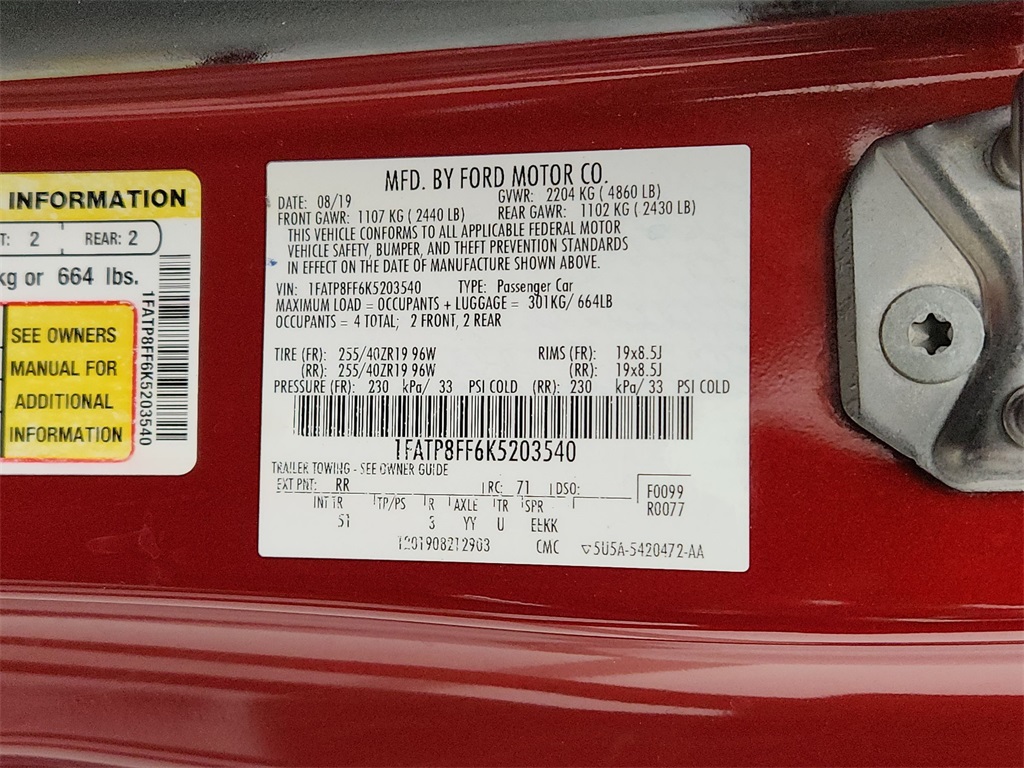 INFORMATION
T: 2 REAR: 2
kg or 664 lbs.
SEE OWNERS
MANUAL FOR
ADDITIONAL
INFORMATION
1FATP8FF6K5203540
MFD. BY FORD MOTOR CO.
DATE: 08/19 GVWR: 2204 KG ( 4860 LB)
FRONT GAWR: 1107 KG ( 2440 LB) REAR GAWR: 1102 KG ( 2430 LB)
THIS VEHICLE CONFORMS TO ALL APPLICABLE FEDERAL MOTOR
VEHICLE SAFETY, BUMPER, AND THEFT PREVENTION STANDARDS
IN EFFECT ON THE DATE OF MANUFACTURE SHOWN ABOVE.
VIN: 1FATP8FF6K5203540 TYPE: Passenger Car
MAXIMUM LOAD = OCCUPANTS + LUGGAGE = 301KG/ 664LB
OCCUPANTS = 4 TOTAL; 2 FRONT, 2 REAR
TIRE (FR): 255/40ZR19 96W RIMS (FR): 19x8.5J
(RR): 255/40ZR19 96W (RR): 19x8.5J
PRESSURE (FR): 230 kPa/ 33 PSI COLD (RR): 230 kPa/ 33 PSI COLD
1FATP8FF6K5203540
TRAILER TOWING - SEE OWNER GUIDE
EXT PNT: RR RC: 71 DSO: F0099
INT TR TP/PS R AXLE TR SPR R0077
51 3 YY U EEKK
T201908212903 CMC 5U5A-5420472-AA